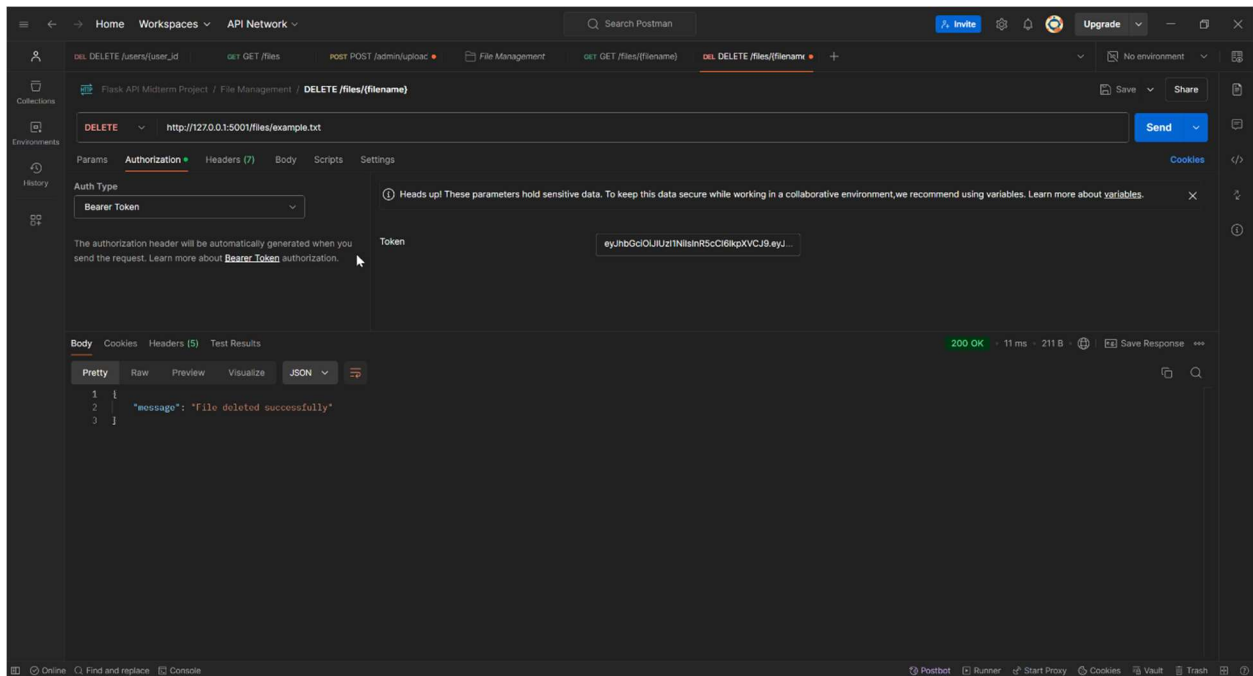 Home Workspaces API Network Search Postman Invite Upgrade
DEL DELETE /users/{user_id GET GET /files POST POST /admin/uploac File Management GET GET /files/{filename} DEL DELETE /files/{filename + No environment
Collections
Environments
History
HTTP Flask API Midterm Project / File Management / DELETE /files/{filename} Save Share
DELETE http://127.0.0.1:5001/files/example.txt Send
Params Authorization Headers (7) Body Scripts Settings Cookies
Auth Type
Bearer Token
The authorization header will be automatically generated when you
send the request. Learn more about Bearer Token authorization.
Heads up! These parameters hold sensitive data. To keep this data secure while working in a collaborative environment,we recommend using variables. Learn more about variables.
Token
Body Cookies Headers (5) Test Results 200 OK 11 ms 211 B Save Response
Pretty Raw Preview Visualize JSON
1 {
2 "message": "File deleted successfully"
3 }
Online Find and replace Console Postbot Runner Start Proxy Cookies Vault Trash